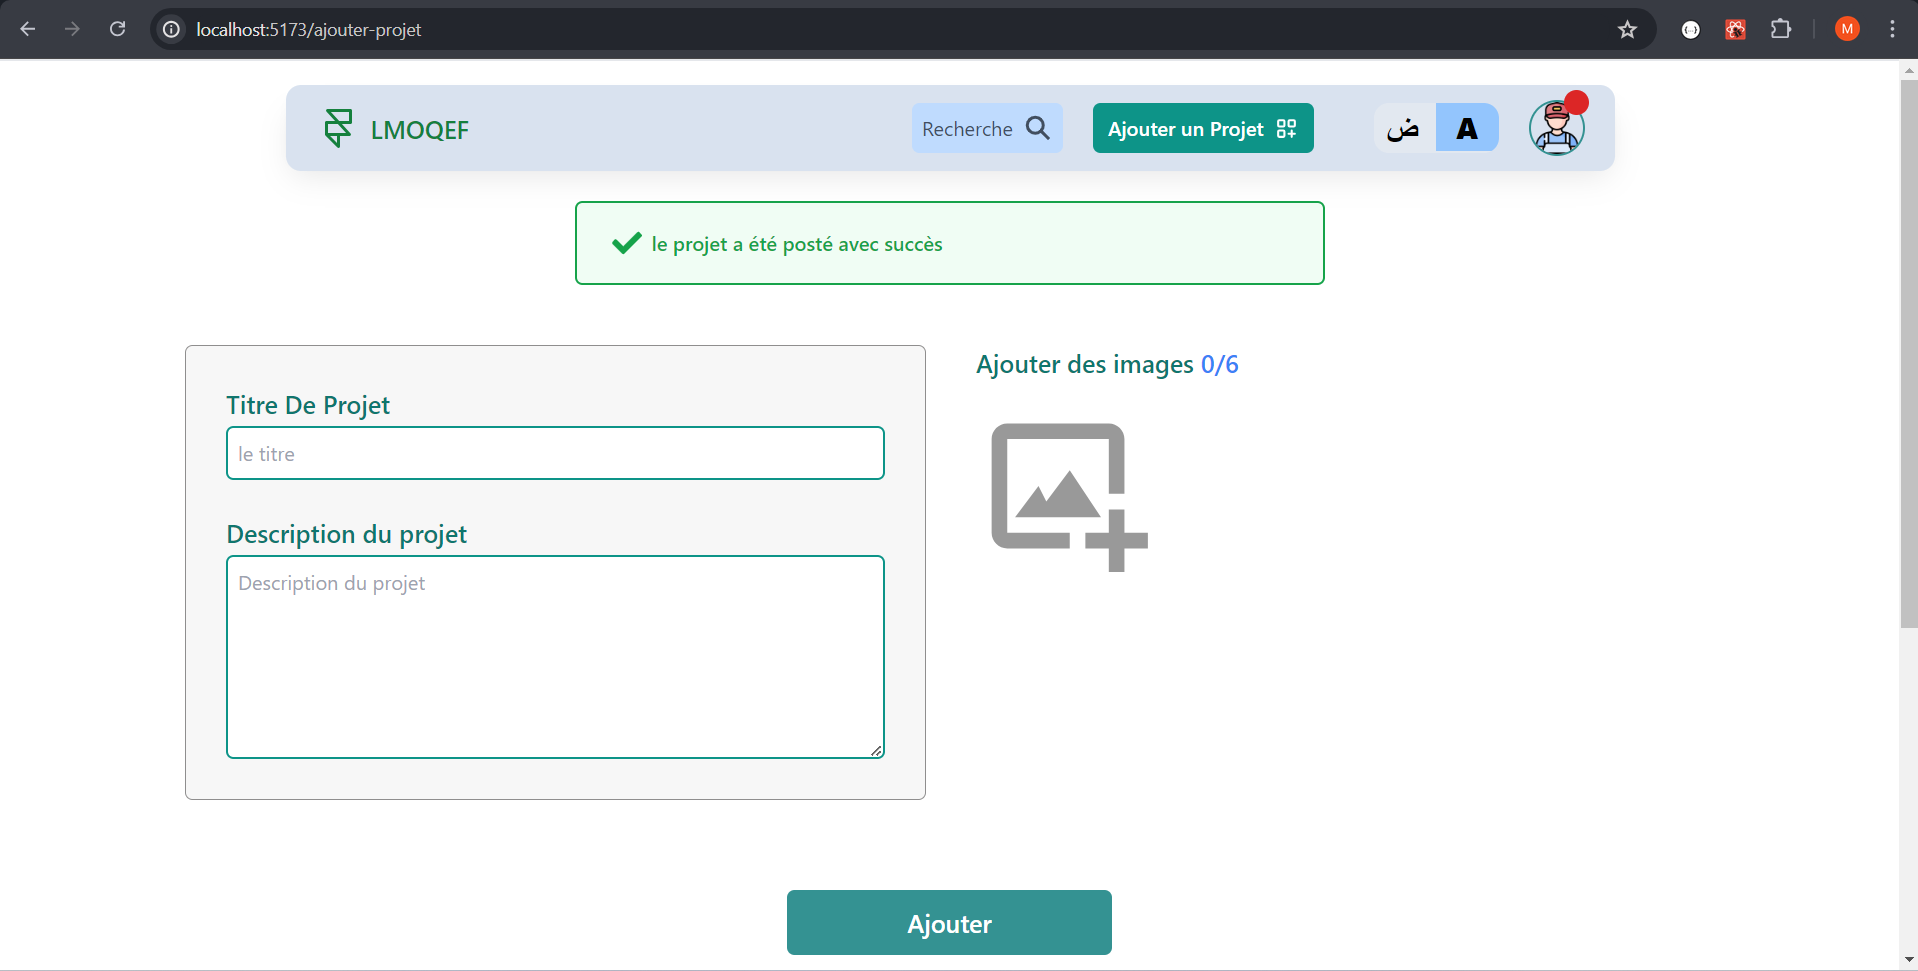 localhost:5173/ajouter-projet
M
LMOQEF
Recherche
Ajouter un Projet
ض
A
le projet a été posté avec succès
Titre De Projet
le titre
Description du projet
Description du projet
Ajouter des images 0/6
Ajouter